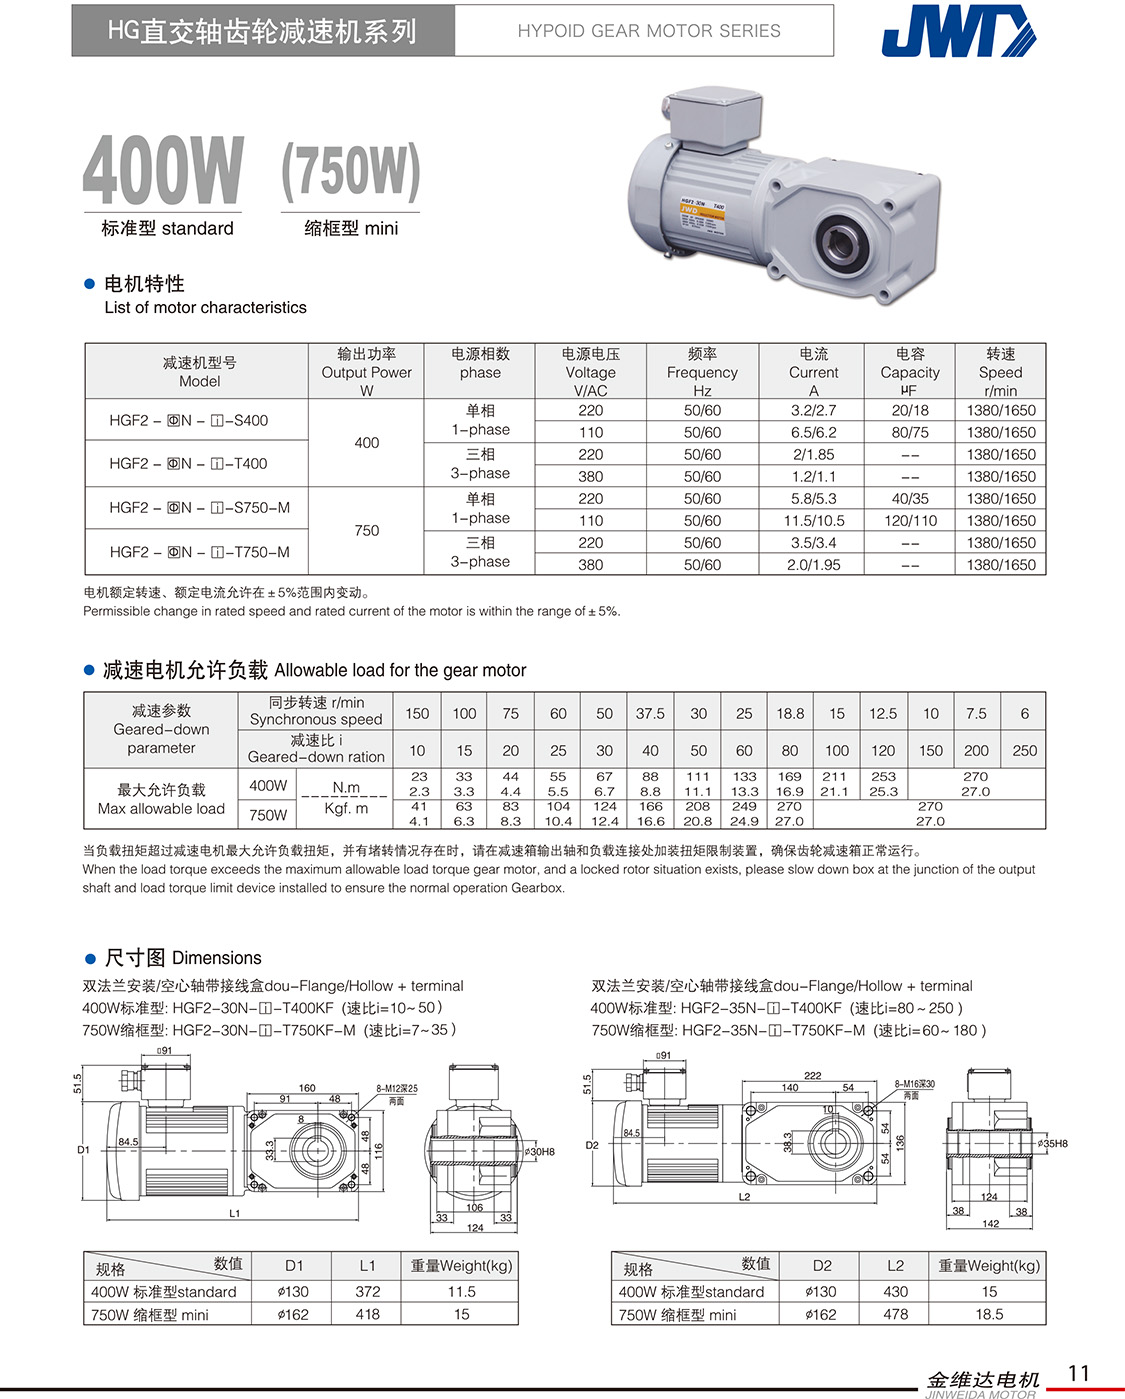 HG直交轴齿轮减速机系列
HYPOID GEAR MOTOR SERIES
JWD
400W
(750W)
标准型 standard
缩框型 mini
HGF2-30N T400
JWD
● 电机特性
List of motor characteristics
减速机型号 Model 输出功率 Output Power W 电源相数 phase 电源电压 Voltage V/AC 频率 Frequency Hz 电流 Current A 电容 Capacity μF 转速 Speed r/min
HGF2 - ΦN - i -S400 400 单相 1-phase 220 50/60 3.2/2.7 20/18 1380/1650
110 50/60 6.5/6.2 80/75 1380/1650
HGF2 - ΦN - i -T400 三相 3-phase 220 50/60 2/1.85 -- 1380/1650
380 50/60 1.2/1.1 -- 1380/1650
HGF2 - ΦN - i -S750-M 750 单相 1-phase 220 50/60 5.8/5.3 40/35 1380/1650
110 50/60 11.5/10.5 120/110 1380/1650
HGF2 - ΦN - i -T750-M 三相 3-phase 220 50/60 3.5/3.4 -- 1380/1650
380 50/60 2.0/1.95 -- 1380/1650
电机额定转速、额定电流允许在±5%范围内变动。
Permissible change in rated speed and rated current of the motor is within the range of ± 5%.
● 减速电机允许负载 Allowable load for the gear motor
减速参数 Geared-down parameter
同步转速 r/min Synchronous speed 150 100 75 60 50 37.5 30 25 18.8 15 12.5 10 7.5 6
减速比 i Geared-down ration 10 15 20 25 30 40 50 60 80 100 120 150 200 250
最大允许负载 Max allowable load
400W N.m 23 33 44 55 67 88 111 133 169 211 253 270
2.3 3.3 4.4 5.5 6.7 8.8 11.1 13.3 16.9 21.1 25.3 27.0
750W Kgf. m 41 63 83 104 124 166 208 249 270 270
4.1 6.3 8.3 10.4 12.4 16.6 20.8 24.9 27.0 27.0
当负载扭矩超过减速电机最大允许负载扭矩，并有堵转情况存在时，请在减速箱输出轴和负载连接处加装扭矩限制装置，确保齿轮减速箱正常运行。
When the load torque exceeds the maximum allowable load torque gear motor, and a locked rotor situation exists, please slow down box at the junction of the output
shaft and load torque limit device installed to ensure the normal operation Gearbox.
● 尺寸图 Dimensions
双法兰安装/空心轴带接线盒dou-Flange/Hollow + terminal
400W标准型: HGF2-30N- i -T400KF (速比i=10~50)
750W缩框型: HGF2-30N- i -T750KF-M (速比i=7~35)
□91
51.5
160
91 48
8-M12深25
两面
8
D1
84.5
33.3
48
48
116
L1
ø30H8
106
33 33
124
规格 数值 D1 L1 重量Weight(kg)
400W 标准型standard ø130 372 11.5
750W 缩框型 mini ø162 418 15
双法兰安装/空心轴带接线盒dou-Flange/Hollow + terminal
400W标准型: HGF2-35N- i -T400KF (速比i=80~250)
750W缩框型: HGF2-35N- i -T750KF-M (速比i=60~180)
□91
51.5
222
140 54
8-M16深30
两面
10
D2
84.5
38.3
54
54
136
L2
ø35H8
124
38 38
142
规格 数值 D2 L2 重量Weight(kg)
400W 标准型standard ø130 430 15
750W 缩框型 mini ø162 478 18.5
金维达电机
JINWEIDA MOTOR
11